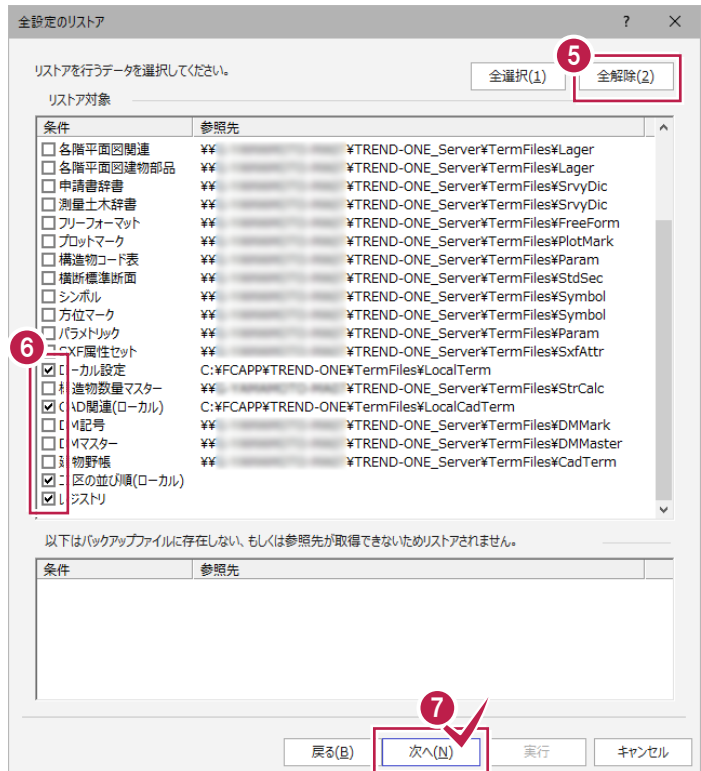 全設定のリストア ? ×
リストアを行うデータを選択してください。
5
全選択(1) 全解除(2)
リストア対象
条件 参照先
各階平面図関連 ¥¥ ¥TREND-ONE_Server¥TermFiles¥Lager
各階平面図建物部品 ¥¥ ¥TREND-ONE_Server¥TermFiles¥Lager
申請書辞書 ¥¥ ¥TREND-ONE_Server¥TermFiles¥SrvyDic
測量土木辞書 ¥¥ ¥TREND-ONE_Server¥TermFiles¥SrvyDic
フリーフォーマット ¥¥ ¥TREND-ONE_Server¥TermFiles¥FreeForm
プロットマーク ¥¥ ¥TREND-ONE_Server¥TermFiles¥PlotMark
構造物コード表 ¥¥ ¥TREND-ONE_Server¥TermFiles¥Param
横断標準断面 ¥¥ ¥TREND-ONE_Server¥TermFiles¥StdSec
シンボル ¥¥ ¥TREND-ONE_Server¥TermFiles¥Symbol
方位マーク ¥¥ ¥TREND-ONE_Server¥TermFiles¥Symbol
パラメトリック ¥¥ ¥TREND-ONE_Server¥TermFiles¥Param
6
SXF属性セット ¥¥ ¥TREND-ONE_Server¥TermFiles¥SxfAttr
ローカル設定 C:¥FCAPP¥TREND-ONE¥TermFiles¥LocalTerm
構造物数量マスター ¥¥ ¥TREND-ONE_Server¥TermFiles¥StrCalc
CAD関連(ローカル) C:¥FCAPP¥TREND-ONE¥TermFiles¥LocalCadTerm
DM記号 ¥¥ ¥TREND-ONE_Server¥TermFiles¥DMMark
DMマスター ¥¥ ¥TREND-ONE_Server¥TermFiles¥DMMaster
建物野帳 ¥¥ ¥TREND-ONE_Server¥TermFiles¥CadTerm
工区の並び順(ローカル)
レジストリ
以下はバックアップファイルに存在しない、もしくは参照先が取得できないためリストアされません。
条件 参照先
7
戻る(B) 次へ(N) 実行 キャンセル